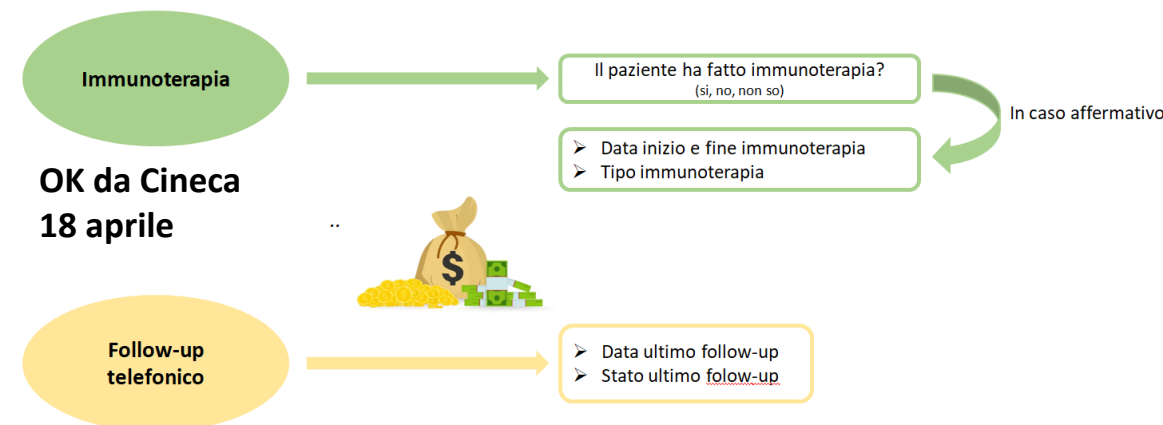 Immunoterapia
Il paziente ha fatto immunoterapia?
(si, no, non so)
In caso affermativo
➢ Data inizio e fine immunoterapia
➢ Tipo immunoterapia
OK da Cineca
18 aprile
..
$
Follow-up
telefonico
➢ Data ultimo follow-up
➢ Stato ultimo folow-up